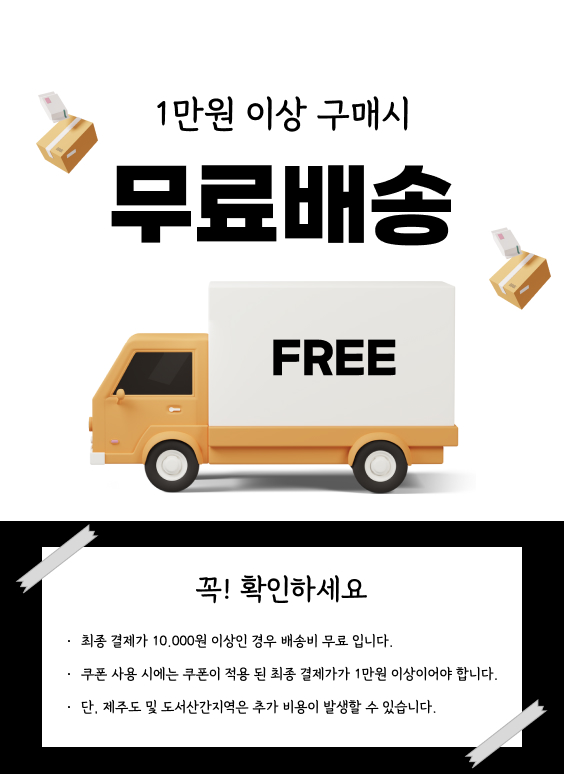 1만원 이상 구매시
무료배송
FREE
꼭! 확인하세요
· 최종 결제가 10,000원 이상인 경우 배송비 무료 입니다.
· 쿠폰 사용 시에는 쿠폰이 적용 된 최종 결제가가 1만원 이상이어야 합니다.
· 단, 제주도 및 도서산간지역은 추가 비용이 발생할 수 있습니다.